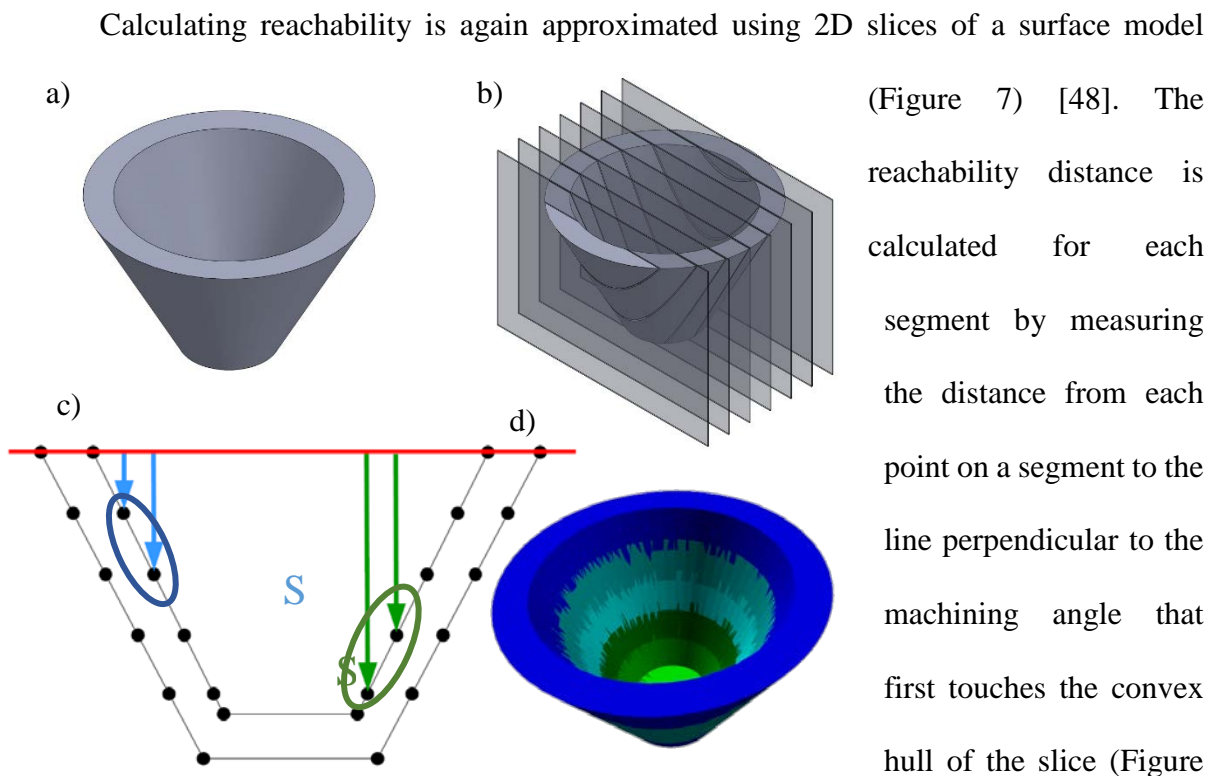 Calculating reachability is again approximated using 2D slices of a surface model
a)
b)
(Figure 7) [48]. The
reachability distance is
calculated for each
segment by measuring
the distance from each
c)
d)
point on a segment to the
line perpendicular to the
machining angle that
first touches the convex
hull of the slice (Figure
S
S